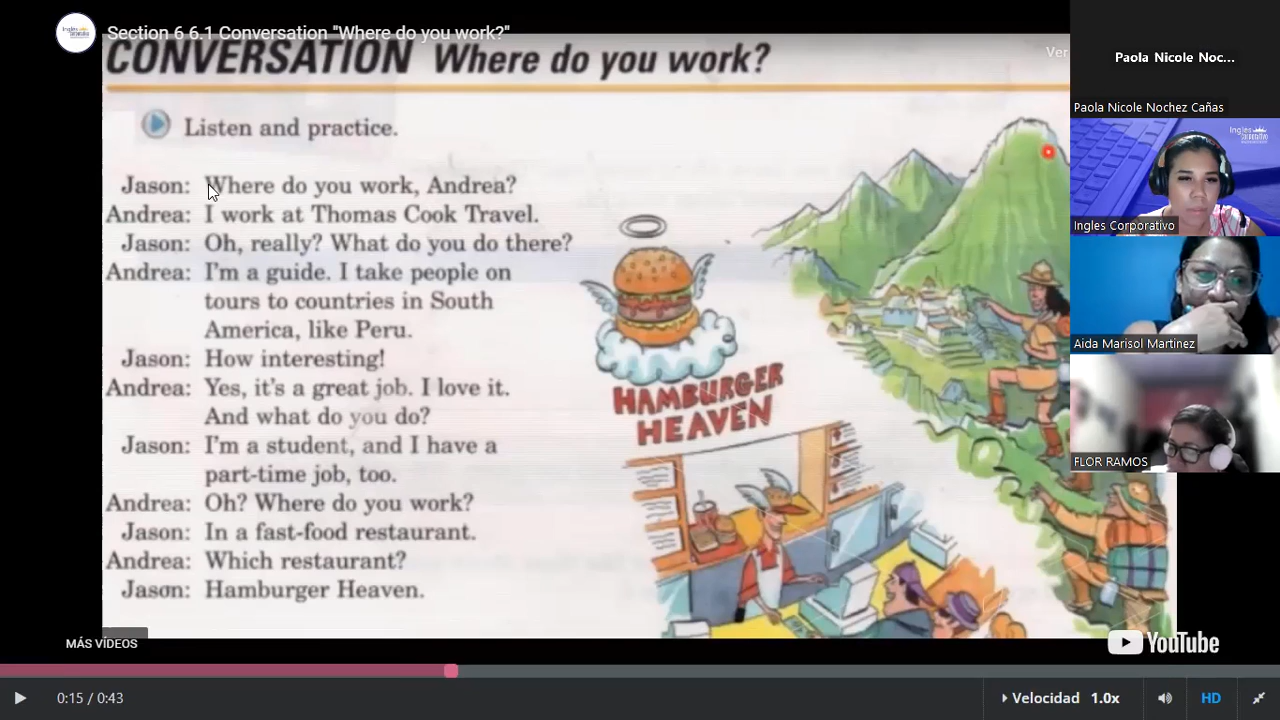 Section 6 6.1 Conversation "Where do you work?"
CONVERSATION Where do you work?
Ver
Listen and practice.
Jason: Where do you work, Andrea?
Andrea: I work at Thomas Cook Travel.
Jason: Oh, really? What do you do there?
Andrea: I'm a guide. I take people on
tours to countries in South
America, like Peru.
Jason: How interesting!
Andrea: Yes, it's a great job. I love it.
And what do you do?
Jason: I'm a student, and I have a
part-time job, too.
Andrea: Oh? Where do you work?
Jason: In a fast-food restaurant.
Andrea: Which restaurant?
Jason: Hamburger Heaven.
HAMBURGER
HEAVEN
Paola Nicole Noc...
Paola Nicole Nochez Cañas
Ingles Corporativo
Aida Marisol Martinez
FLOR RAMOS
MÁS VÍDEOS
YouTube
0:15 / 0:43
Velocidad 1.0x
HD